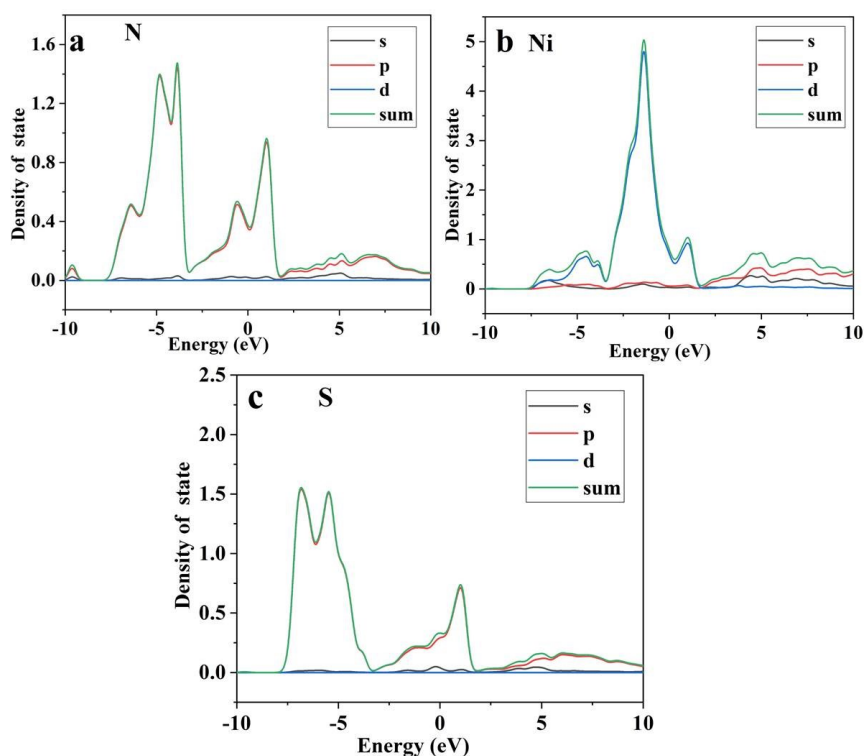 a N
s
p
d
sum
1.6
1.2
0.8
0.4
0.0
Density of state
-10 -5 0 5 10
Energy (eV)
b Ni
s
p
d
sum
5
4
3
2
1
0
Density of state
-10 -5 0 5 10
Energy (eV)
c S
s
p
d
sum
2.5
2.0
1.5
1.0
0.5
0.0
Density of state
-10 -5 0 5 10
Energy (eV)